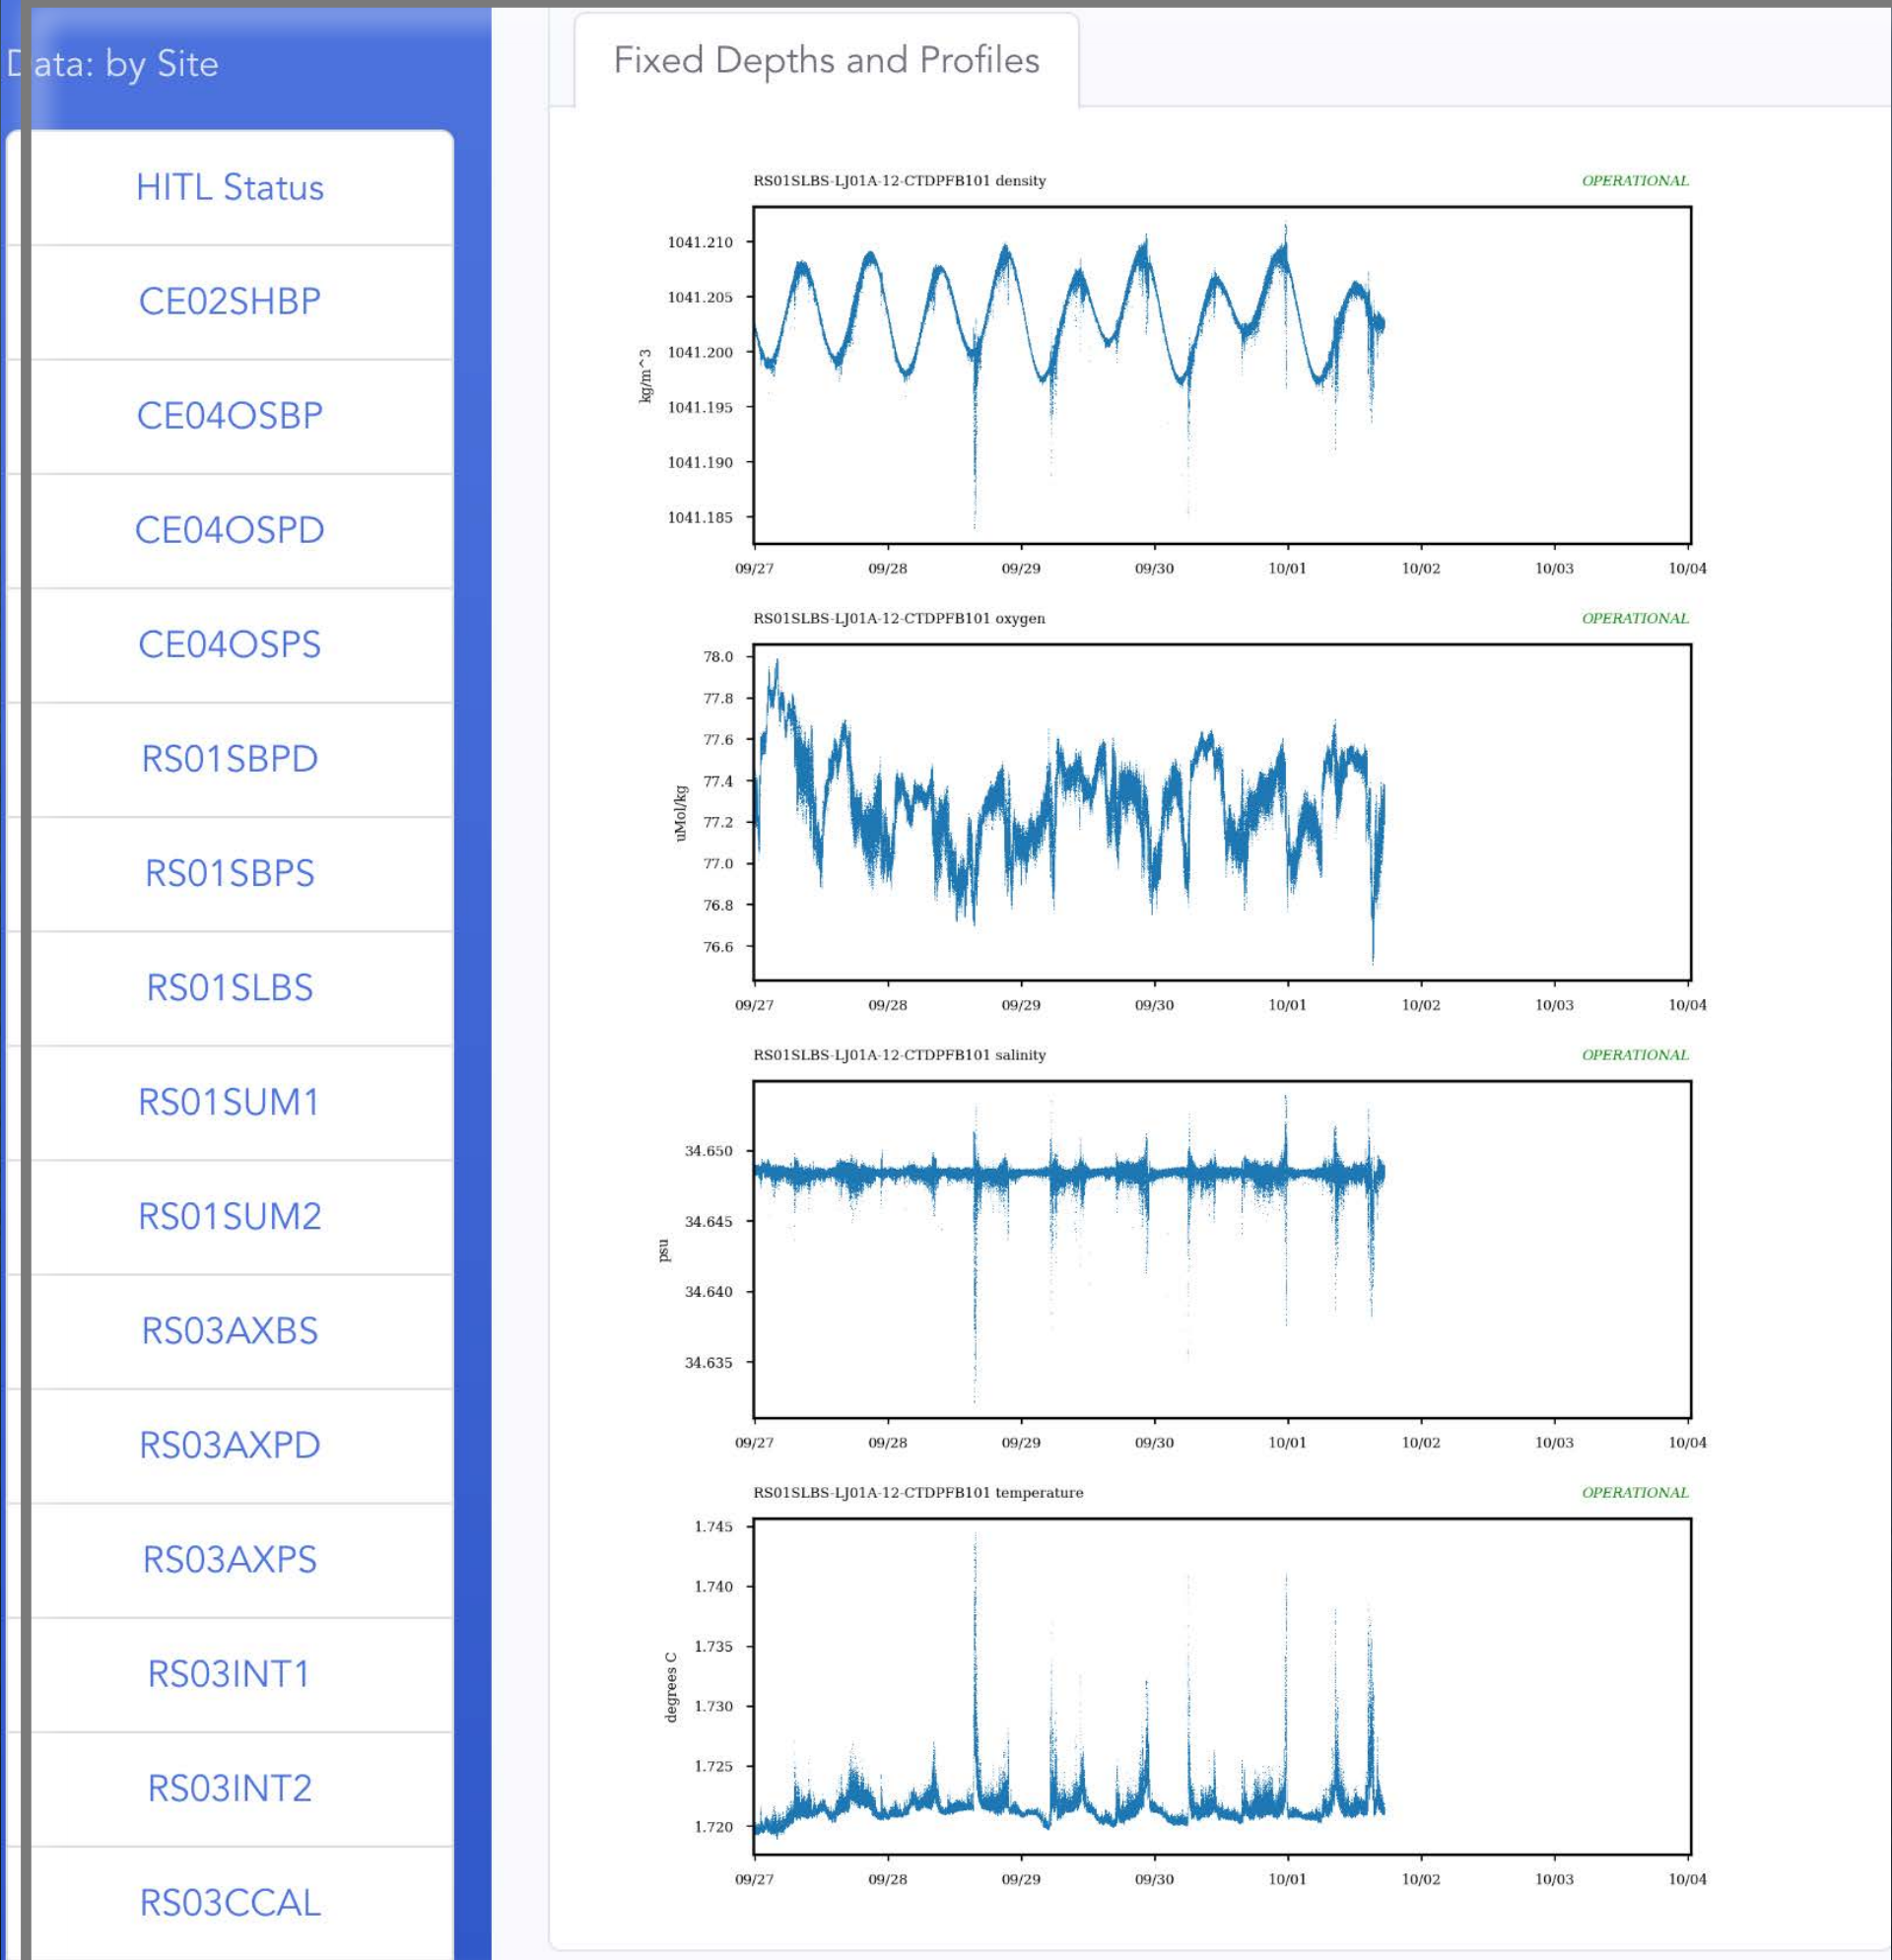 Data: by Site
HITL Status
CE02SHBP
CE04OSBP
CE04OSPD
CE04OSPS
RS01SBPD
RS01SBPS
RS01SLBS
RS01SUM1
RS01SUM2
RS03AXBS
RS03AXPD
RS03AXPS
RS03INT1
RS03INT2
RS03CCAL
Fixed Depths and Profiles
RS01SLBS-LJ01A-12-CTDPFB101 density OPERATIONAL
kg/m^3
1041.210
1041.205
1041.200
1041.195
1041.190
1041.185
09/27 09/28 09/29 09/30 10/01 10/02 10/03 10/04
RS01SLBS-LJ01A-12-CTDPFB101 oxygen OPERATIONAL
uMol/kg
78.0
77.8
77.6
77.4
77.2
77.0
76.8
76.6
09/27 09/28 09/29 09/30 10/01 10/02 10/03 10/04
RS01SLBS-LJ01A-12-CTDPFB101 salinity OPERATIONAL
psu
34.650
34.645
34.640
34.635
09/27 09/28 09/29 09/30 10/01 10/02 10/03 10/04
RS01SLBS-LJ01A-12-CTDPFB101 temperature OPERATIONAL
degrees C
1.745
1.740
1.735
1.730
1.725
1.720
09/27 09/28 09/29 09/30 10/01 10/02 10/03 10/04